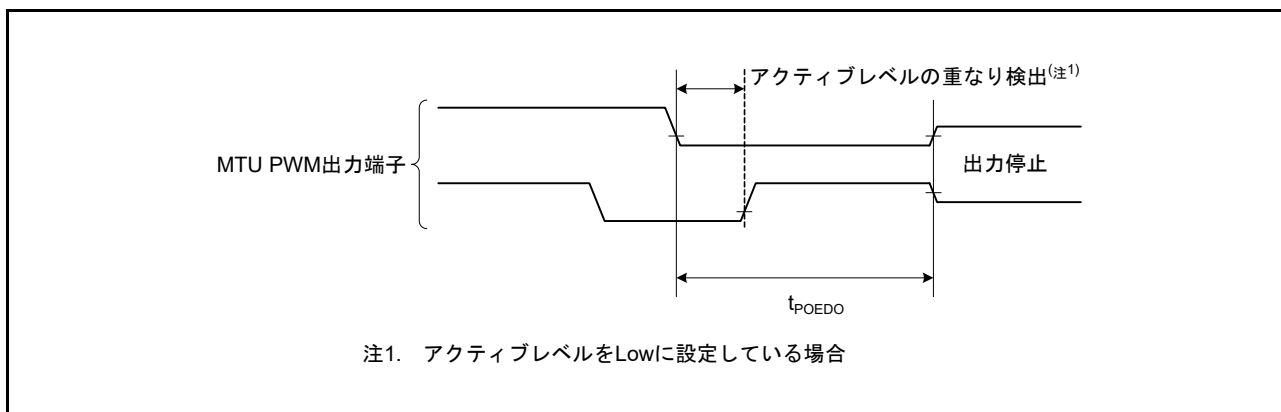 アクティブレベルの重なり検出(注1)
MTU PWM出力端子
出力停止
tPOEDO
注1. アクティブレベルをLowに設定している場合